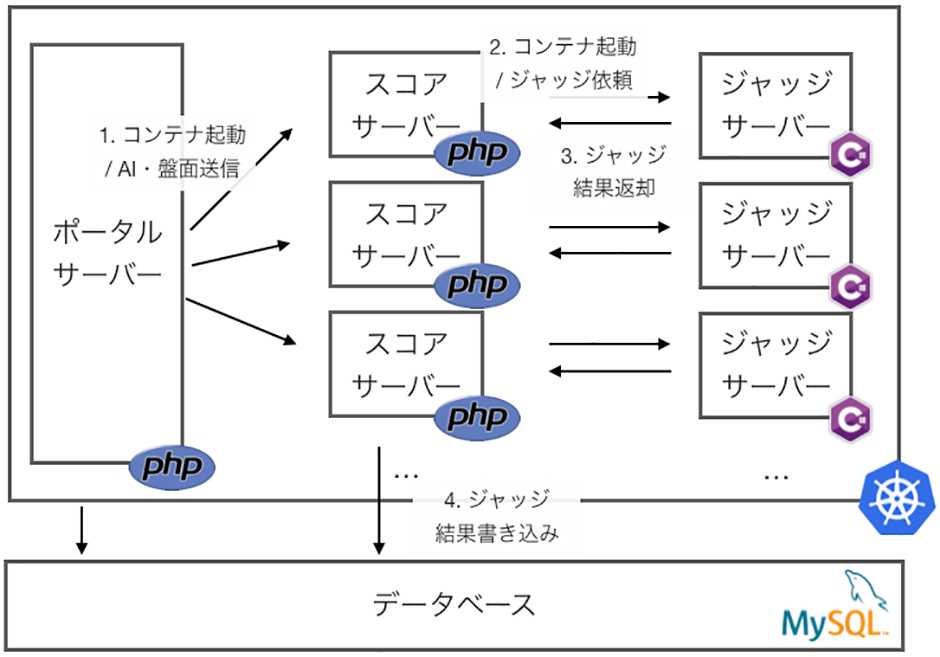 1. コンテナ起動
/ AI・盤面送信
ポータル
サーバー
php
スコア
サーバー
php
2. コンテナ起動
/ ジャッジ依頼
3. ジャッジ
結果返却
ジャッジ
サーバー
C
スコア
サーバー
php
ジャッジ
サーバー
C
スコア
サーバー
php
ジャッジ
サーバー
C
...
...
4. ジャッジ
結果書き込み
データベース
MySQL™